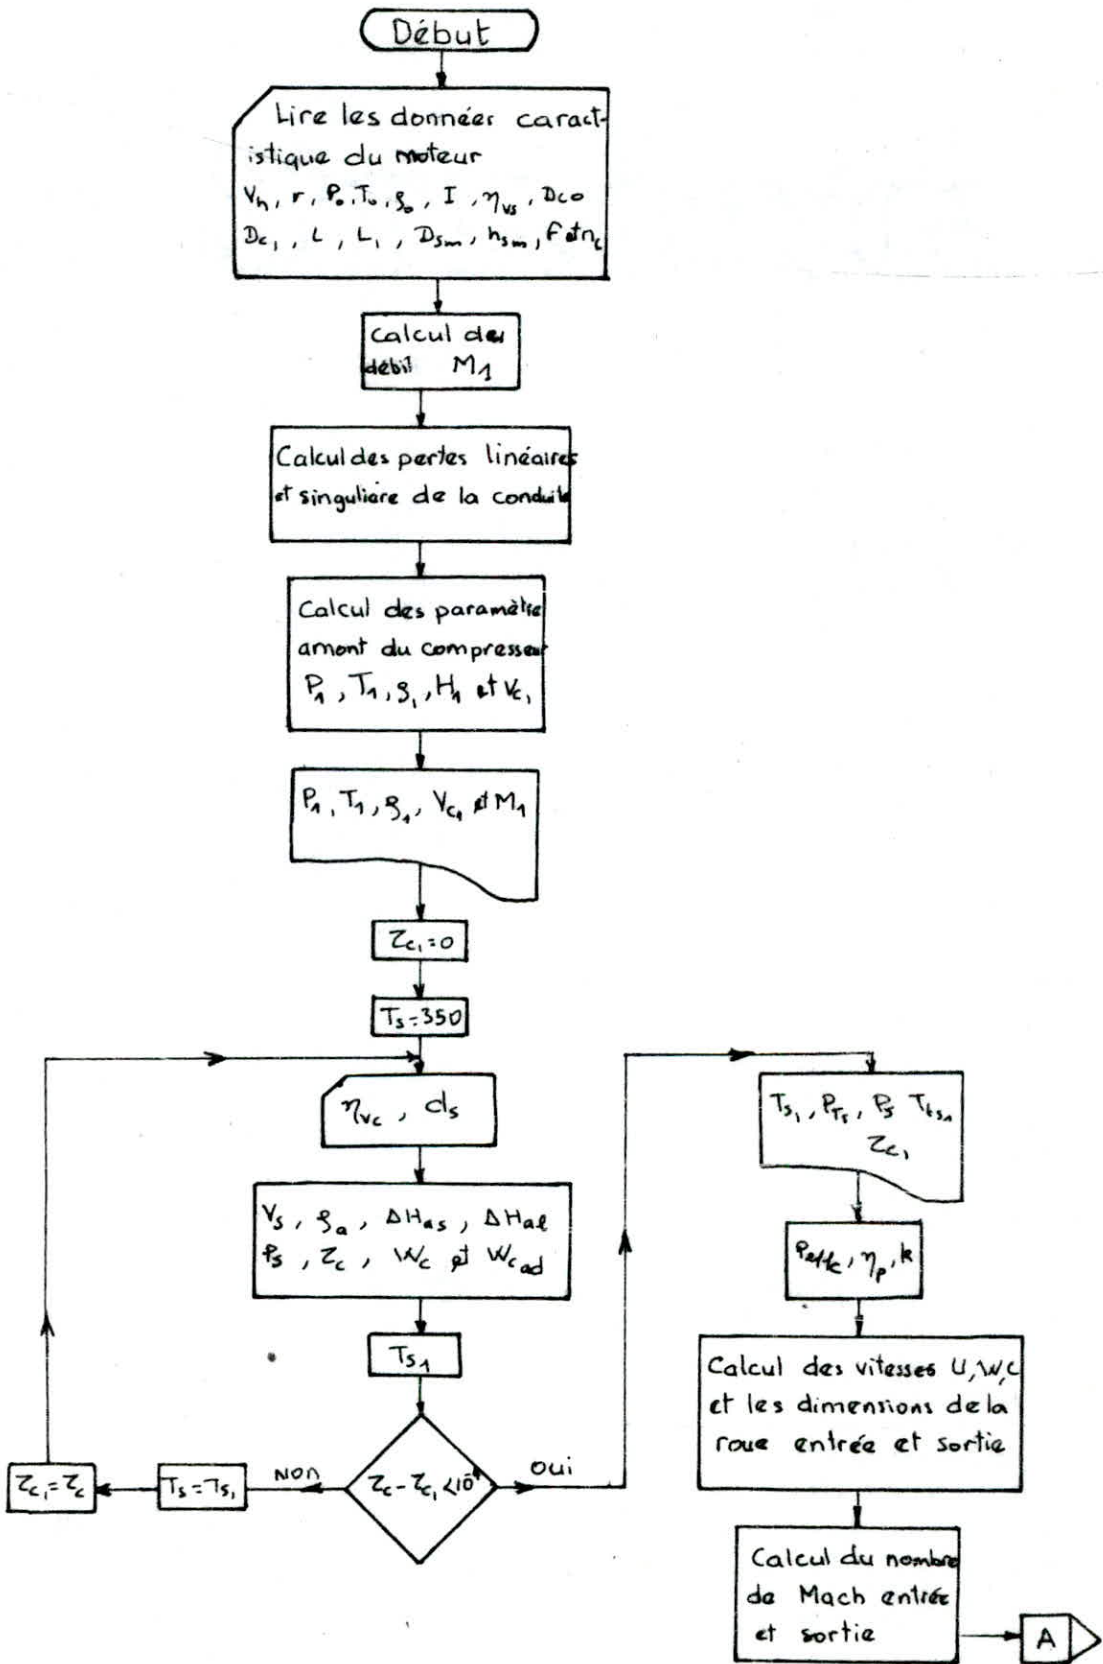 Début
Lire les données caract-
istique du moteur
Vh, r, P₀, T₀, ρ₀, I, ηvs, Dco
Dc₁, L, L₁, Dsm, hsm, f et nc
Calcul du
débit M₁
Calcul des pertes linéaires
et singulière de la conduite
Calcul des paramètre
amont du compresseur
P₁, T₁, ρ₁, H₁ et Vc₁
P₁, T₁, ρ₁, Vc₁ et M₁
Zc₁=0
Ts=350
ηvc, ds
Vs, ρa, ΔHas, ΔHal
Ps, Zc, Wc et Wcad
Ts₁
Zc-Zc₁<10⁻⁴
NON
OUI
Ts=Ts₁
Zc₁=Zc
Ts₁, PTs, Ps Tts₁
Zc₁
Peffc, ηp, k
Calcul des vitesses U,W,C
et les dimensions de la
roue entrée et sortie
Calcul du nombre
de Mach entrée
et sortie
A